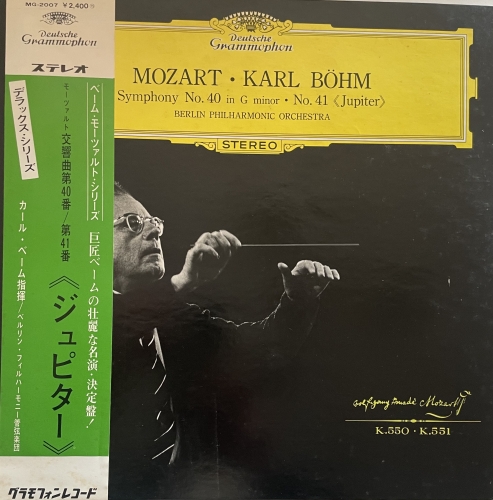 MG-2007 ¥2,400
Deutsche
Grammophon
ステレオ
デラックス・シリーズ
モーツァルト
交響曲第40番/第41番
《ジュピター》
カール・ベーム指揮/ベルリン・フィルハーモニー管弦楽団
ベーム・モーツァルト・シリーズ
巨匠ベームの壮麗な名演・決定盤!
グラモフォンレコード
Deutsche
Grammophon
MOZART · KARL BÖHM
Symphony No. 40 in G minor · No. 41 《Jupiter》
BERLIN PHILHARMONIC ORCHESTRA
STEREO
Wolfgang Amadè Mozart
K.550 · K.551